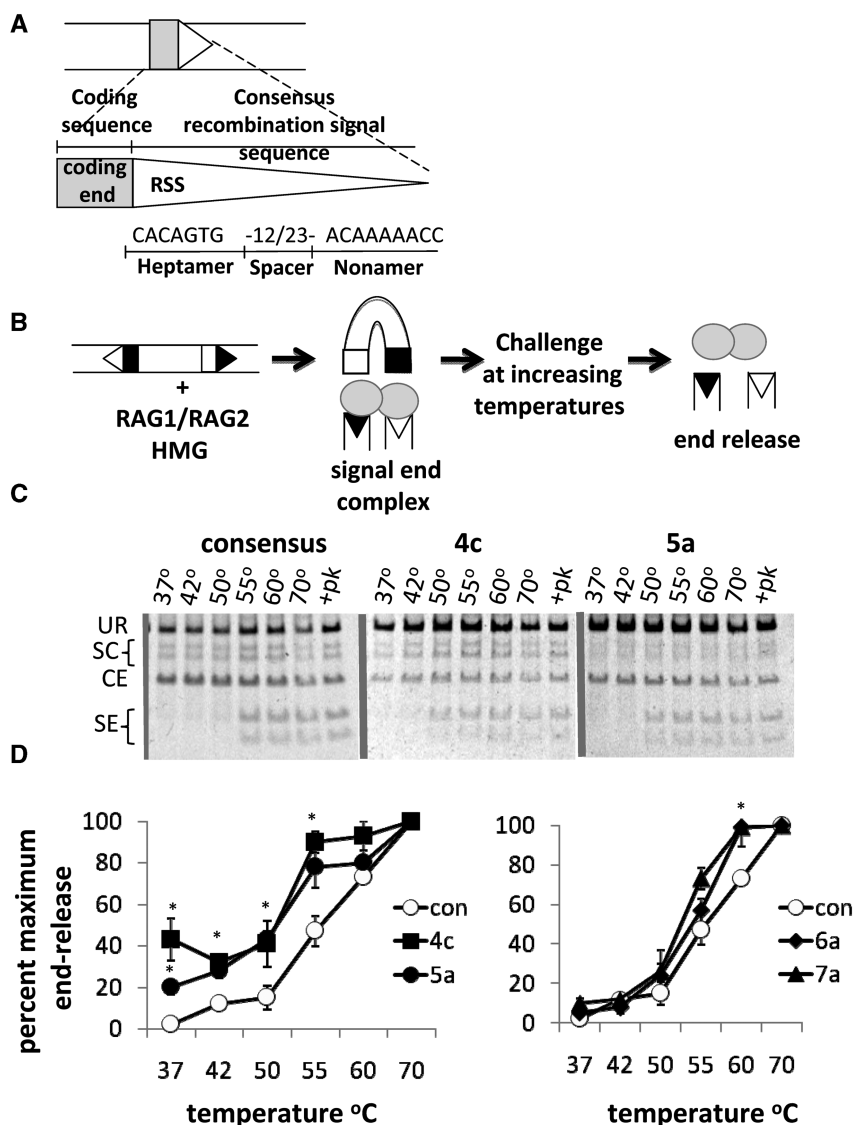 A
Coding
sequence
Consensus
recombination signal
sequence
coding
end
RSS
CACAGTG -12/23- ACAAAAACC
Heptamer Spacer Nonamer
B
+
RAG1/RAG2
HMG
signal end
complex
Challenge
at increasing
temperatures
end release
C
consensus 4c 5a
37° 42° 50° 55° 60° 70° +pk 37° 42° 50° 55° 60° 70° +pk 37° 42° 50° 55° 60° 70° +pk
UR
SC
CE
SE
D
percent maximum
end-release
100
80
60
40
20
0
* * * * *
con
4c
5a
37 42 50 55 60 70
temperature °C
100
80
60
40
20
0
*
con
6a
7a
37 42 50 55 60 70
temperature °C